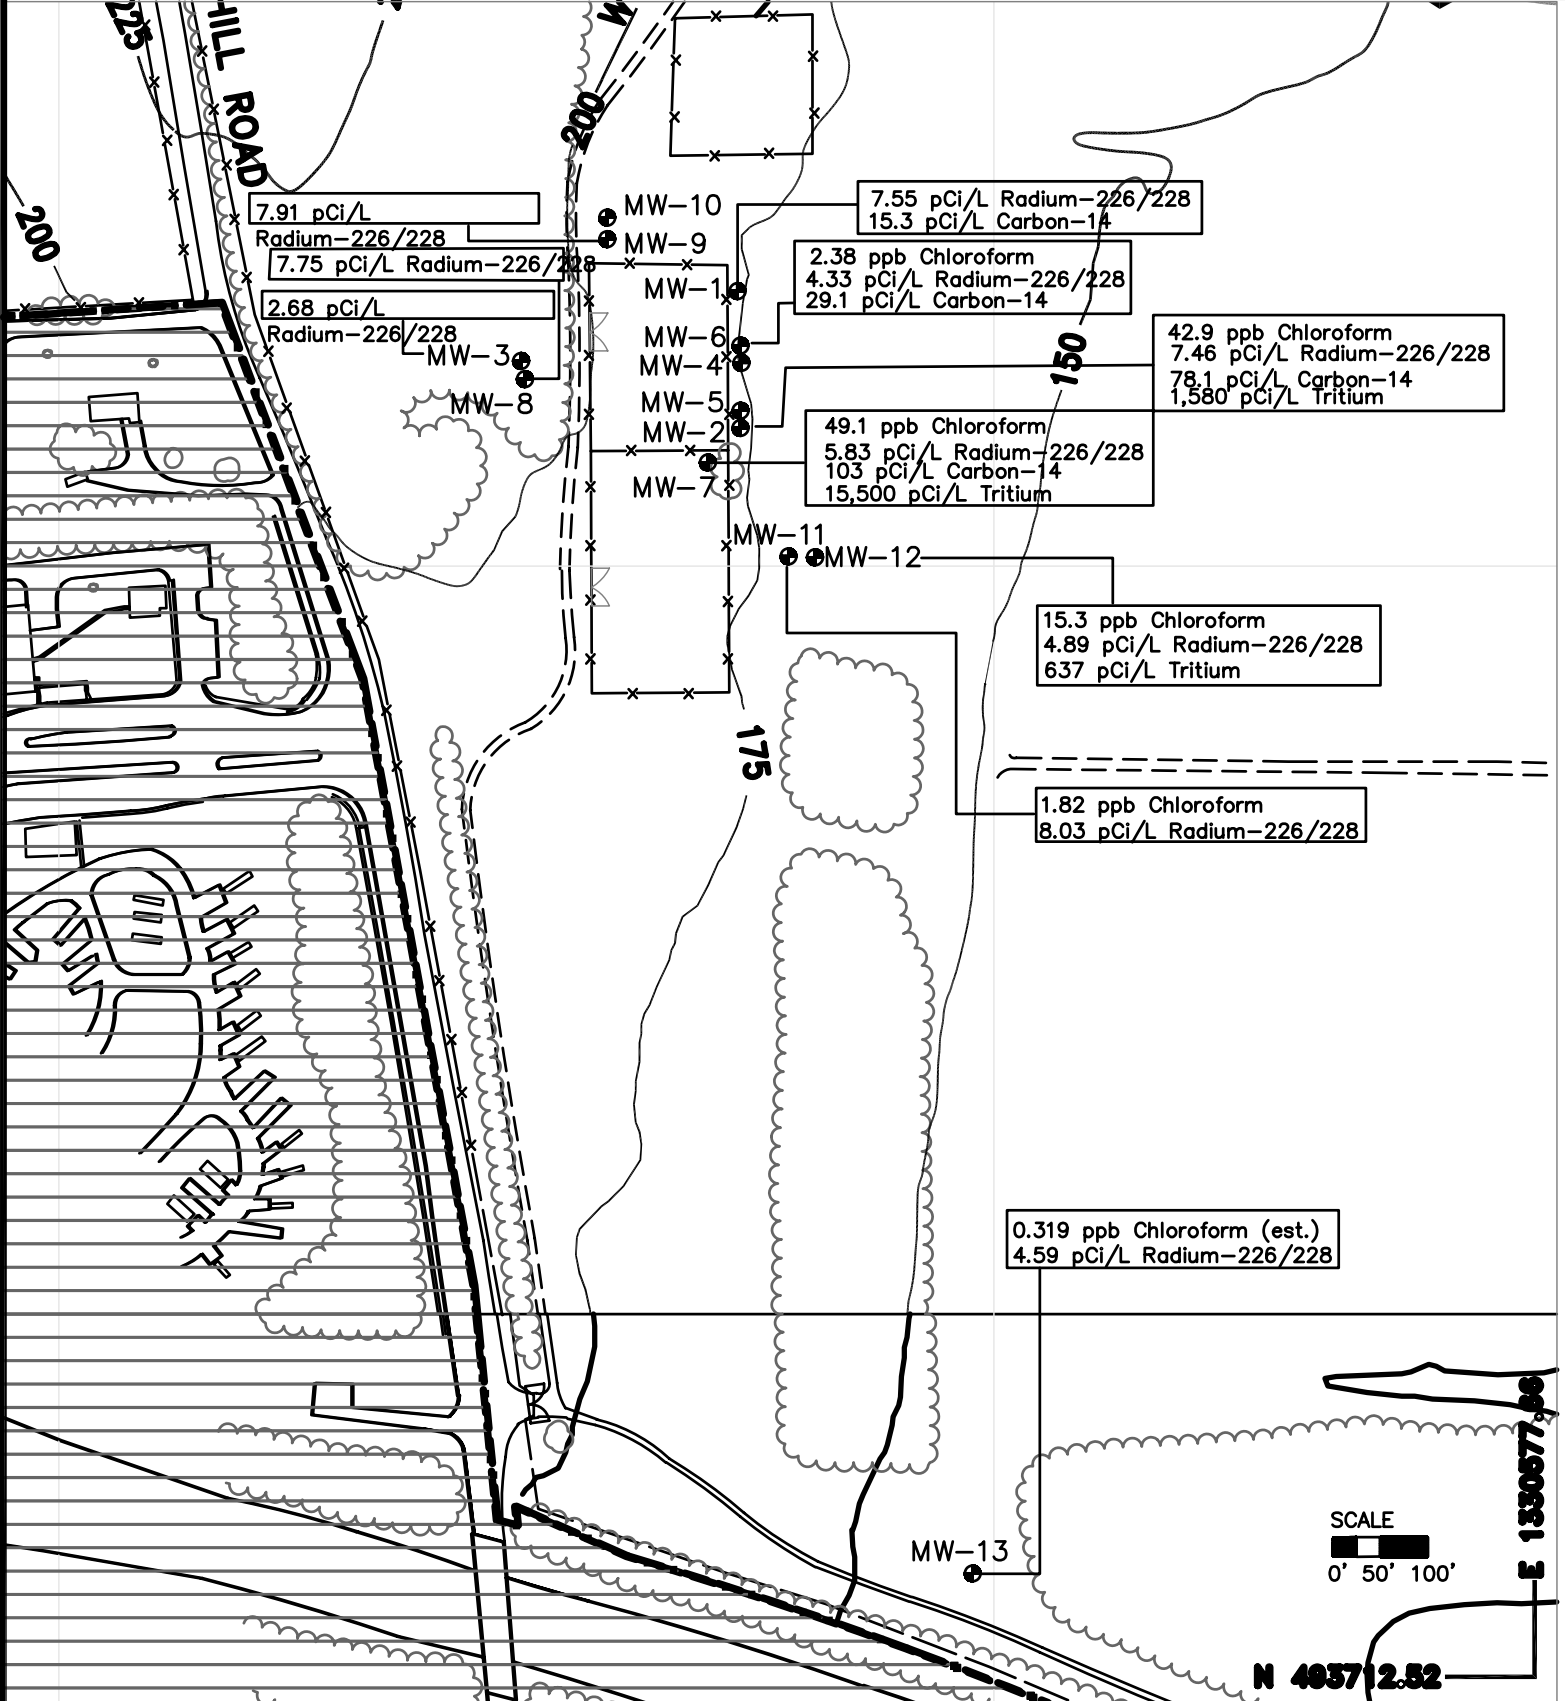 225
HILL ROAD
W
200
200
7.91 pCi/L
Radium-226/228
7.75 pCi/L Radium-226/228
2.68 pCi/L
Radium-226/228
MW-10
MW-9
MW-1
MW-3
MW-8
MW-6
MW-4
MW-5
MW-2
MW-7
7.55 pCi/L Radium-226/228
15.3 pCi/L Carbon-14
2.38 ppb Chloroform
4.33 pCi/L Radium-226/228
29.1 pCi/L Carbon-14
150
42.9 ppb Chloroform
7.46 pCi/L Radium-226/228
78.1 pCi/L Carbon-14
1,580 pCi/L Tritium
49.1 ppb Chloroform
5.83 pCi/L Radium-226/228
103 pCi/L Carbon-14
15,500 pCi/L Tritium
MW-11
MW-12
15.3 ppb Chloroform
4.89 pCi/L Radium-226/228
637 pCi/L Tritium
175
1.82 ppb Chloroform
8.03 pCi/L Radium-226/228
0.319 ppb Chloroform (est.)
4.59 pCi/L Radium-226/228
MW-13
SCALE
0' 50' 100'
E 1330577.86
N 493712.52